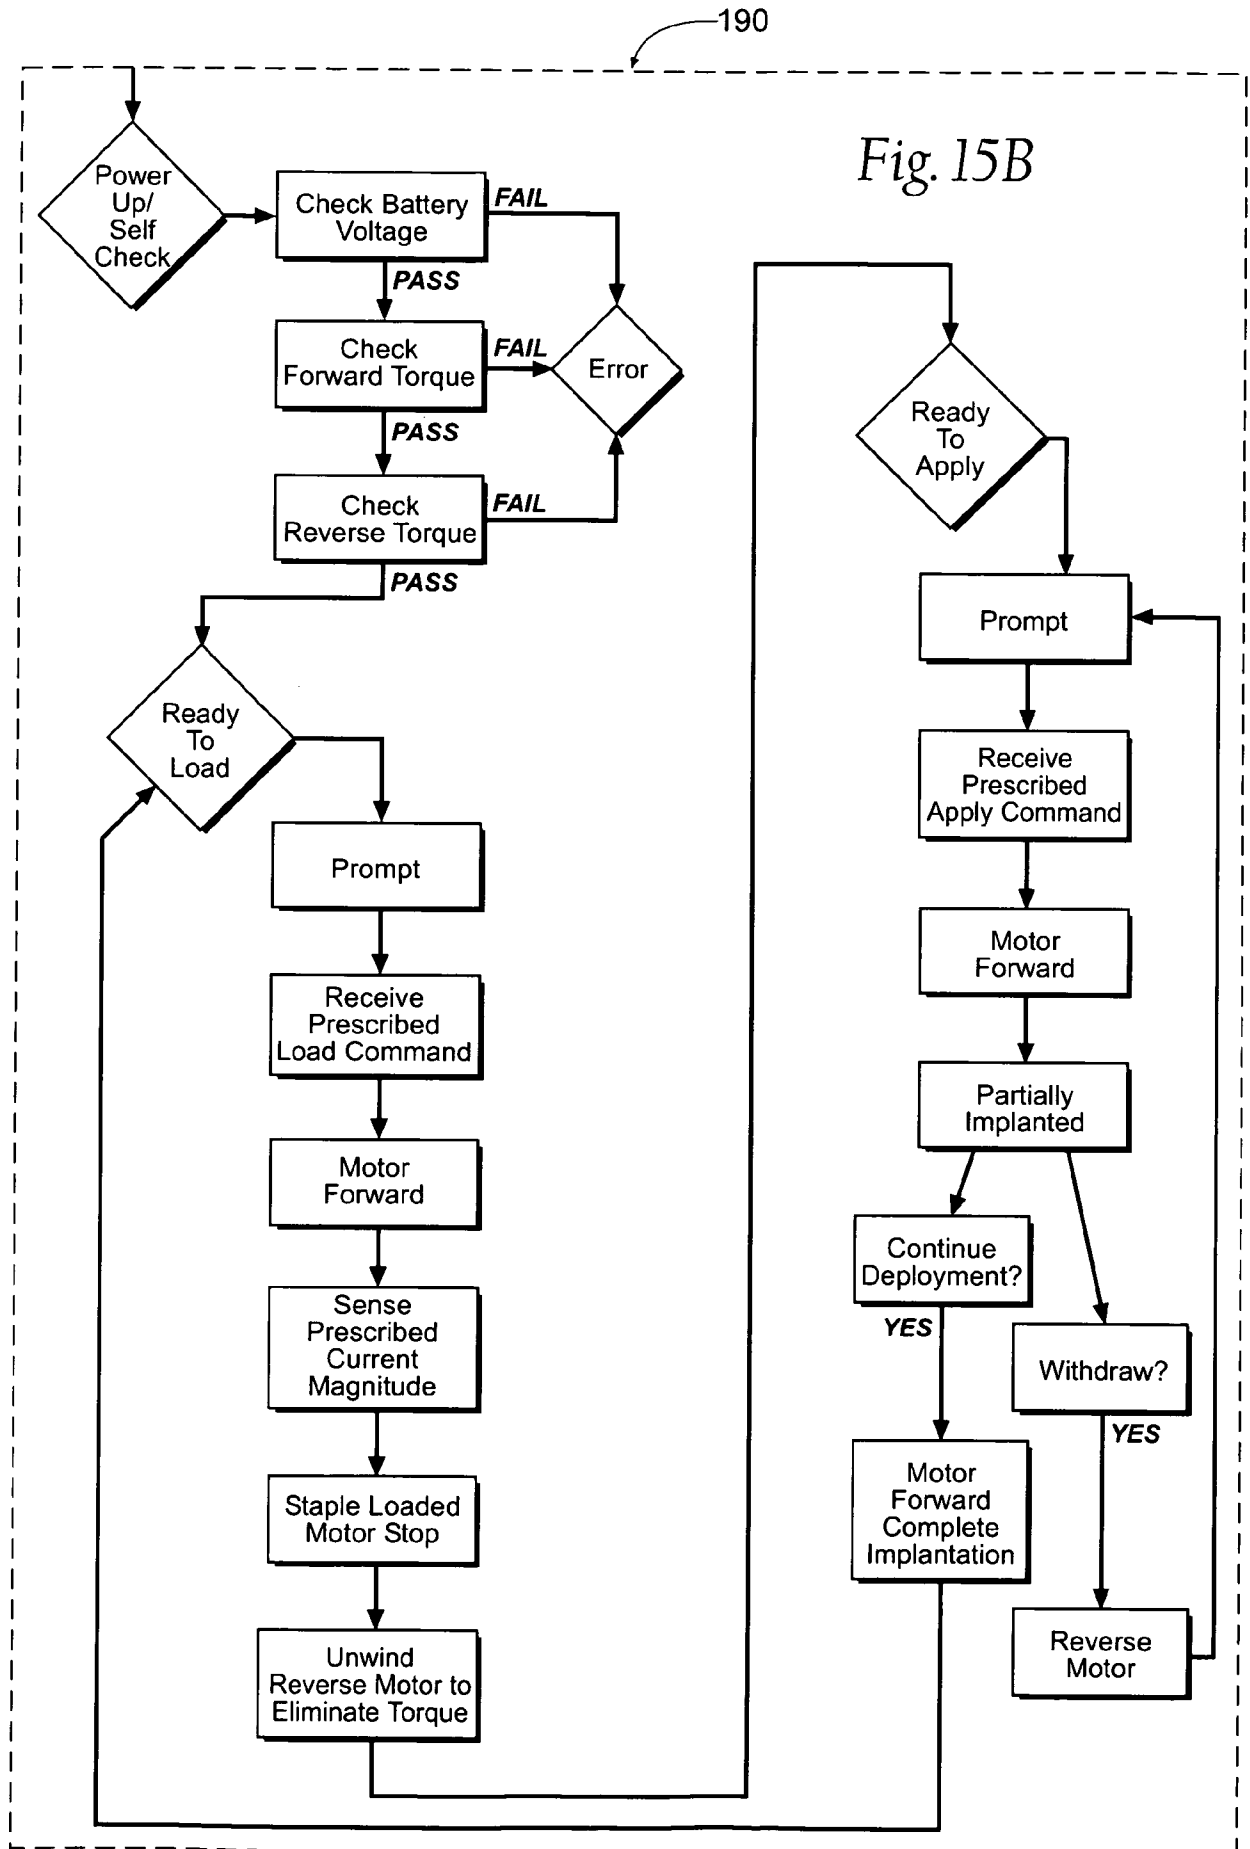 190
Fig. 15B
Power
Up/
Self
Check
Check Battery
Voltage
FAIL
PASS
Check
Forward Torque
FAIL
Error
PASS
Check
Reverse Torque
FAIL
PASS
Ready
To
Load
Prompt
Receive
Prescribed
Load Command
Motor
Forward
Sense
Prescribed
Current
Magnitude
Staple Loaded
Motor Stop
Unwind
Reverse Motor to
Eliminate Torque
Ready
To
Apply
Prompt
Receive
Prescribed
Apply Command
Motor
Forward
Partially
Implanted
Continue
Deployment?
YES
Motor
Forward
Complete
Implantation
Withdraw?
YES
Reverse
Motor